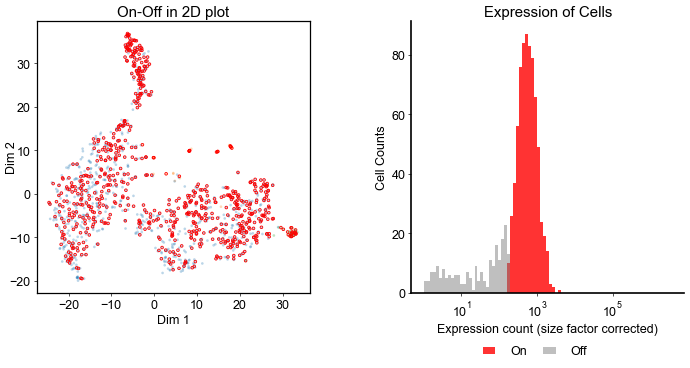 On-Off in 2D plot
30
20
10
0
−10
−20
−20 −10 0 10 20 30
Dim 2
Dim 1
Expression of Cells
80
60
40
20
0
10^1 10^3 10^5
Cell Counts
Expression count (size factor corrected)
On Off